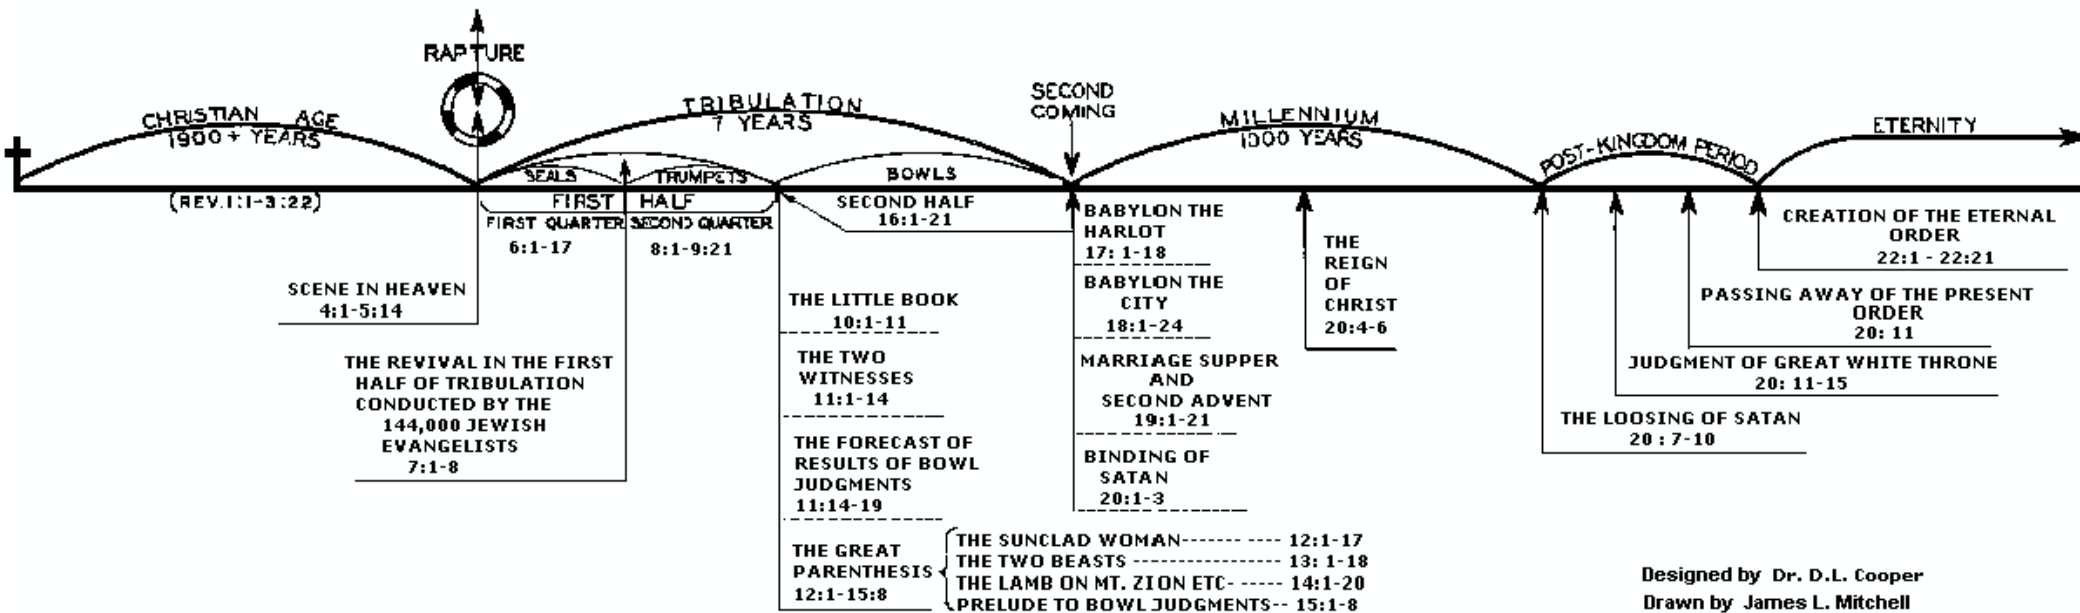 RAPTURE
CHRISTIAN AGE
1900 + YEARS
(REV.1:1-3:22)
TRIBULATION
7 YEARS
SEALS
TRUMPETS
BOWLS
FIRST HALF
FIRST QUARTER
6:1-17
SECOND QUARTER
8:1-9:21
SECOND HALF
16:1-21
SECOND
COMING
MILLENNIUM
1000 YEARS
POST-KINGDOM PERIOD
ETERNITY
SCENE IN HEAVEN
4:1-5:14
THE REVIVAL IN THE FIRST
HALF OF TRIBULATION
CONDUCTED BY THE
144,000 JEWISH
EVANGELISTS
7:1-8
THE LITTLE BOOK
10:1-11
THE TWO
WITNESSES
11:1-14
THE FORECAST OF
RESULTS OF BOWL
JUDGMENTS
11:14-19
THE GREAT
PARENTHESIS
12:1-15:8
THE SUNCLAD WOMAN------- ---- 12:1-17
THE TWO BEASTS ---------------- 13: 1-18
THE LAMB ON MT. ZION ETC- ----- 14:1-20
PRELUDE TO BOWL JUDGMENTS-- 15:1-8
BABYLON THE
HARLOT
17: 1-18
BABYLON THE
CITY
18:1-24
MARRIAGE SUPPER
AND
SECOND ADVENT
19:1-21
BINDING OF
SATAN
20:1-3
THE
REIGN
OF
CHRIST
20:4-6
CREATION OF THE ETERNAL
ORDER
22:1 - 22:21
PASSING AWAY OF THE PRESENT
ORDER
20: 11
JUDGMENT OF GREAT WHITE THRONE
20: 11-15
THE LOOSING OF SATAN
20 : 7-10
Designed by Dr. D.L. Cooper
Drawn by James L. Mitchell